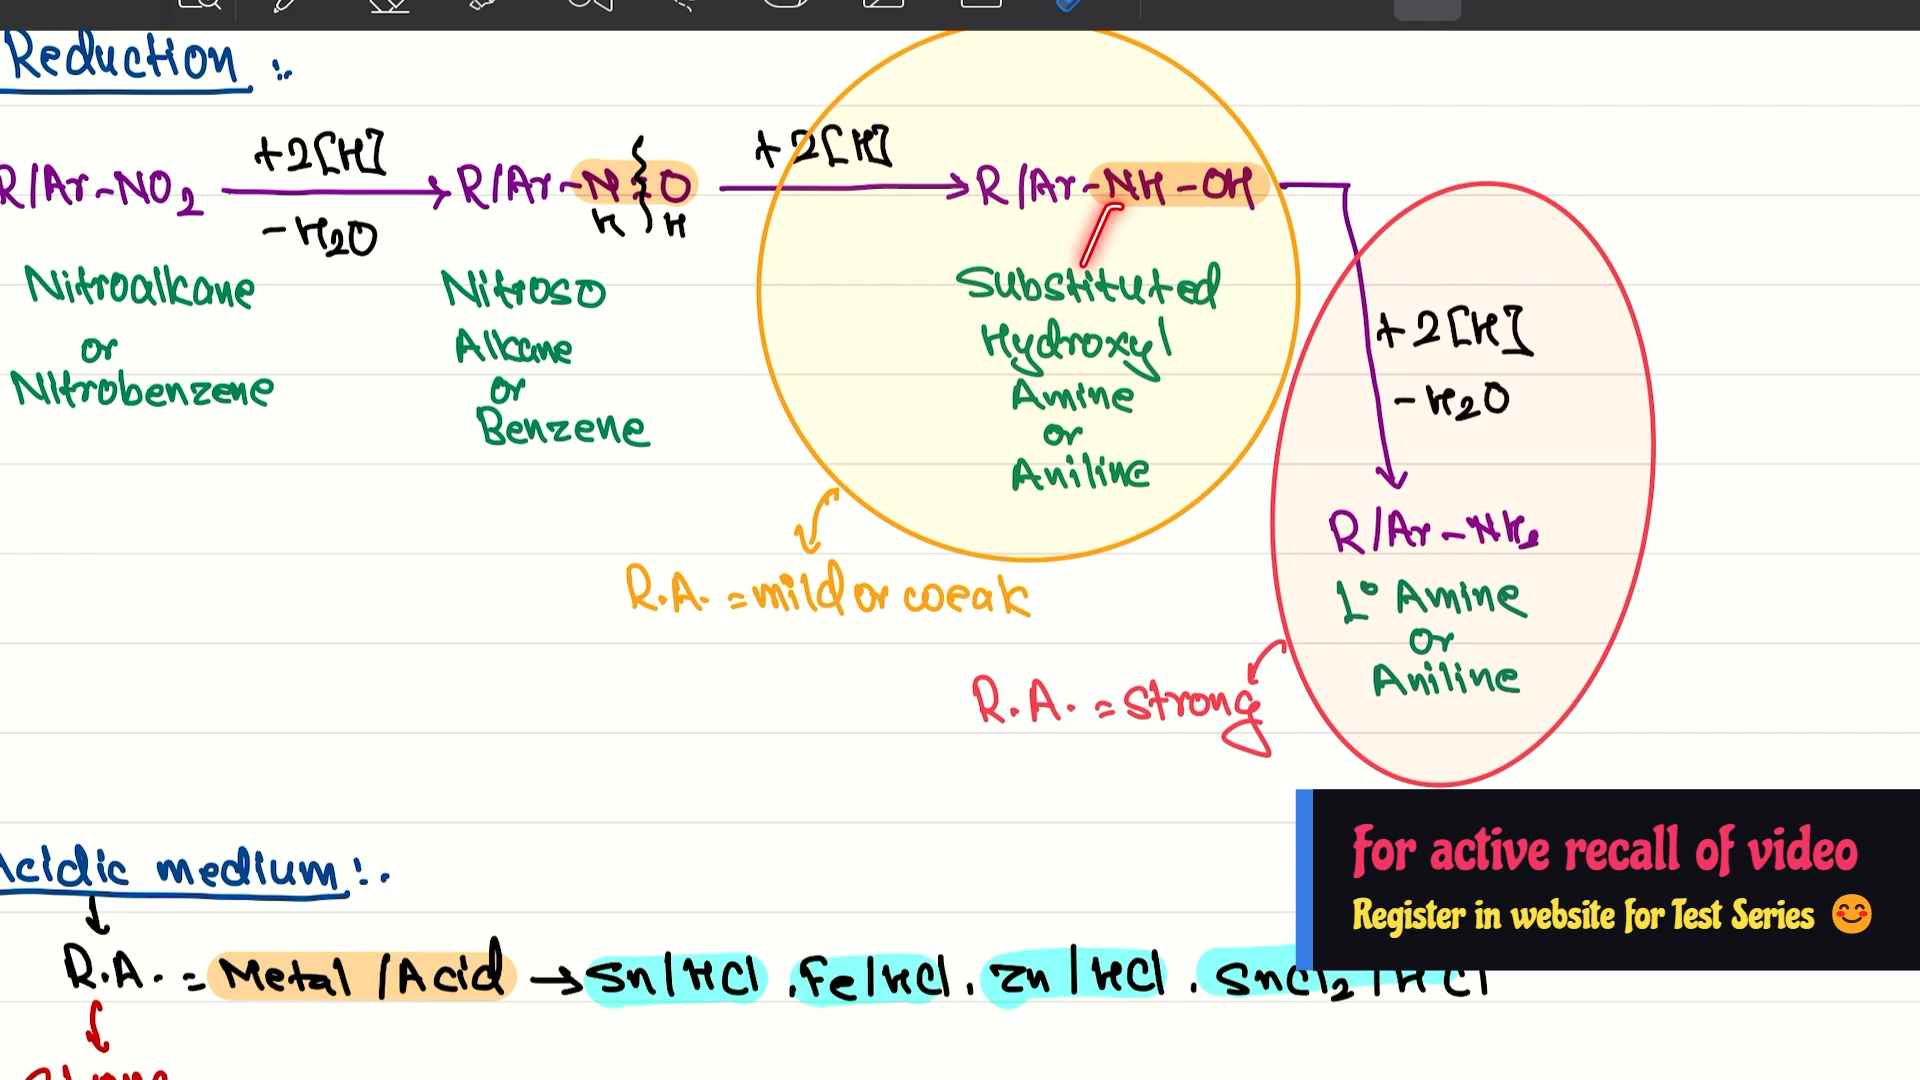 Reduction :.
+2[H]
+2[H]
R/Ar-NO2
R/Ar-N O
R/Ar-NH-OH
-H2O
H H
Nitroalkane
or
Nitrobenzene
Nitroso
Alkane
or
Benzene
Substituted
Hydroxyl
Amine
or
Aniline
+2[H]
-H2O
R/Ar-NH2
1° Amine
or
Aniline
R.A. = mild or weak
R.A. = strong
for active recall of video
Register in website for Test Series 😊
Acidic medium :.
R.A. = Metal /Acid → Sn/HCl . Fe/HCl . Zn/HCl . SnCl2/HCl